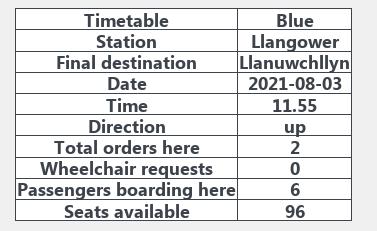 Timetable Blue
Station Llangower
Final destination Llanuwchllyn
Date 2021-08-03
Time 11.55
Direction up
Total orders here 2
Wheelchair requests 0
Passengers boarding here 6
Seats available 96